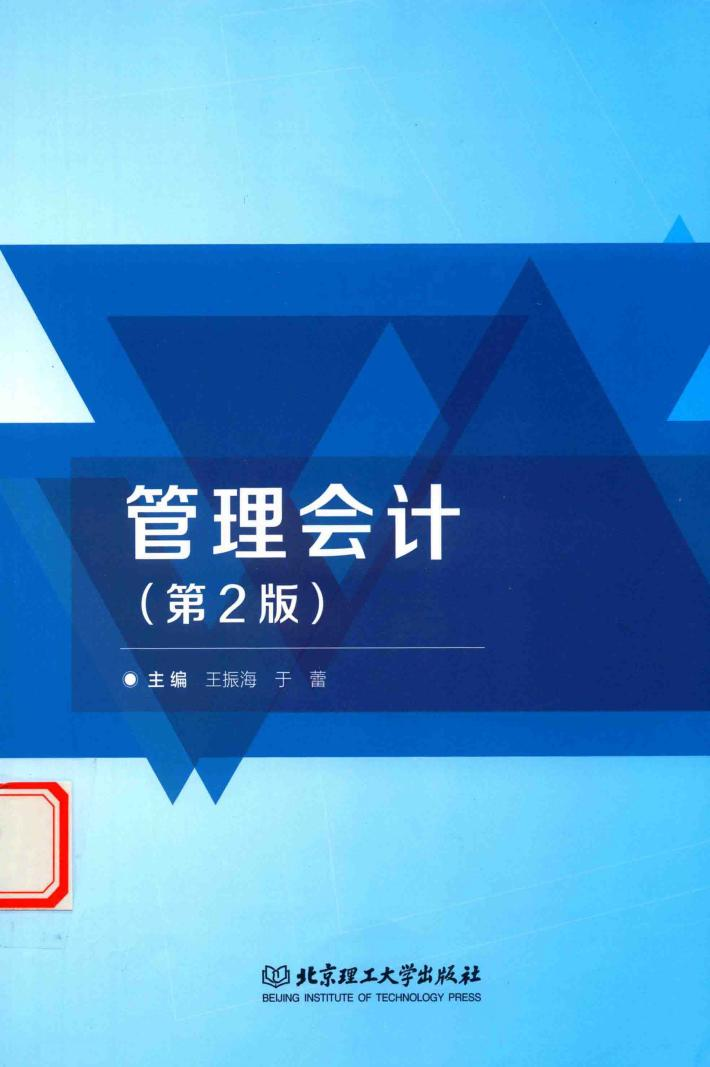 管理会计
（第2版）
主编 王振海 于 蕾
北京理工大学出版社
BEIJING INSTITUTE OF TECHNOLOGY PRESS